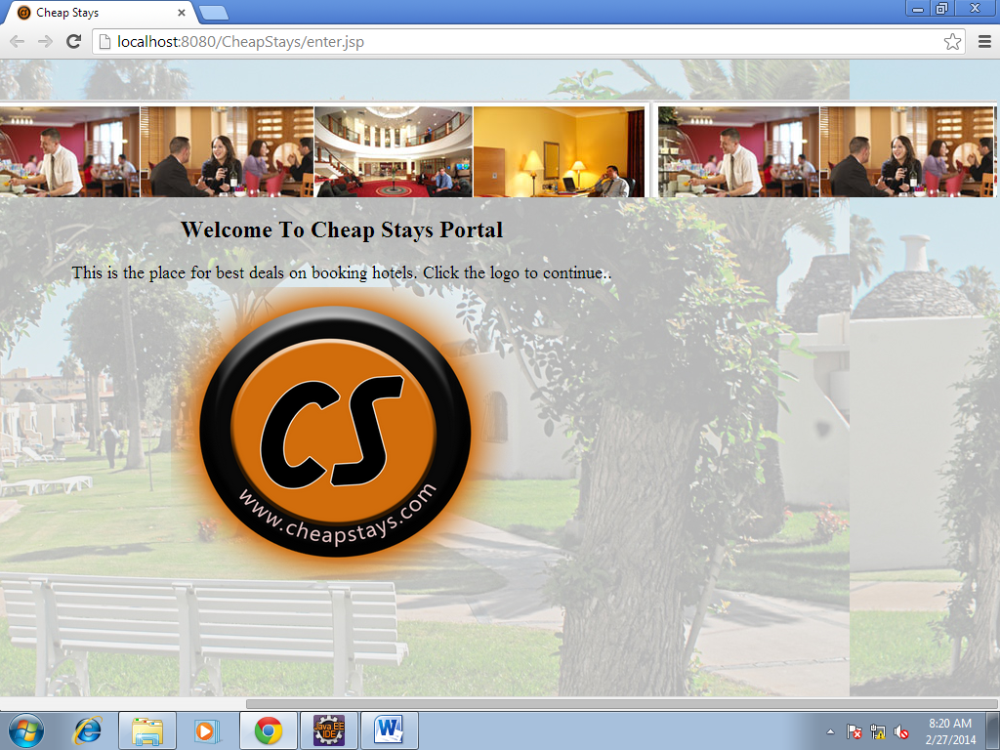 Cheap Stays
localhost:8080/CheapStays/enter.jsp
Welcome To Cheap Stays Portal
This is the place for best deals on booking hotels. Click the logo to continue..
CS
www.cheapstays.com
Java EE
IDE
W
8:20 AM
2/27/2014